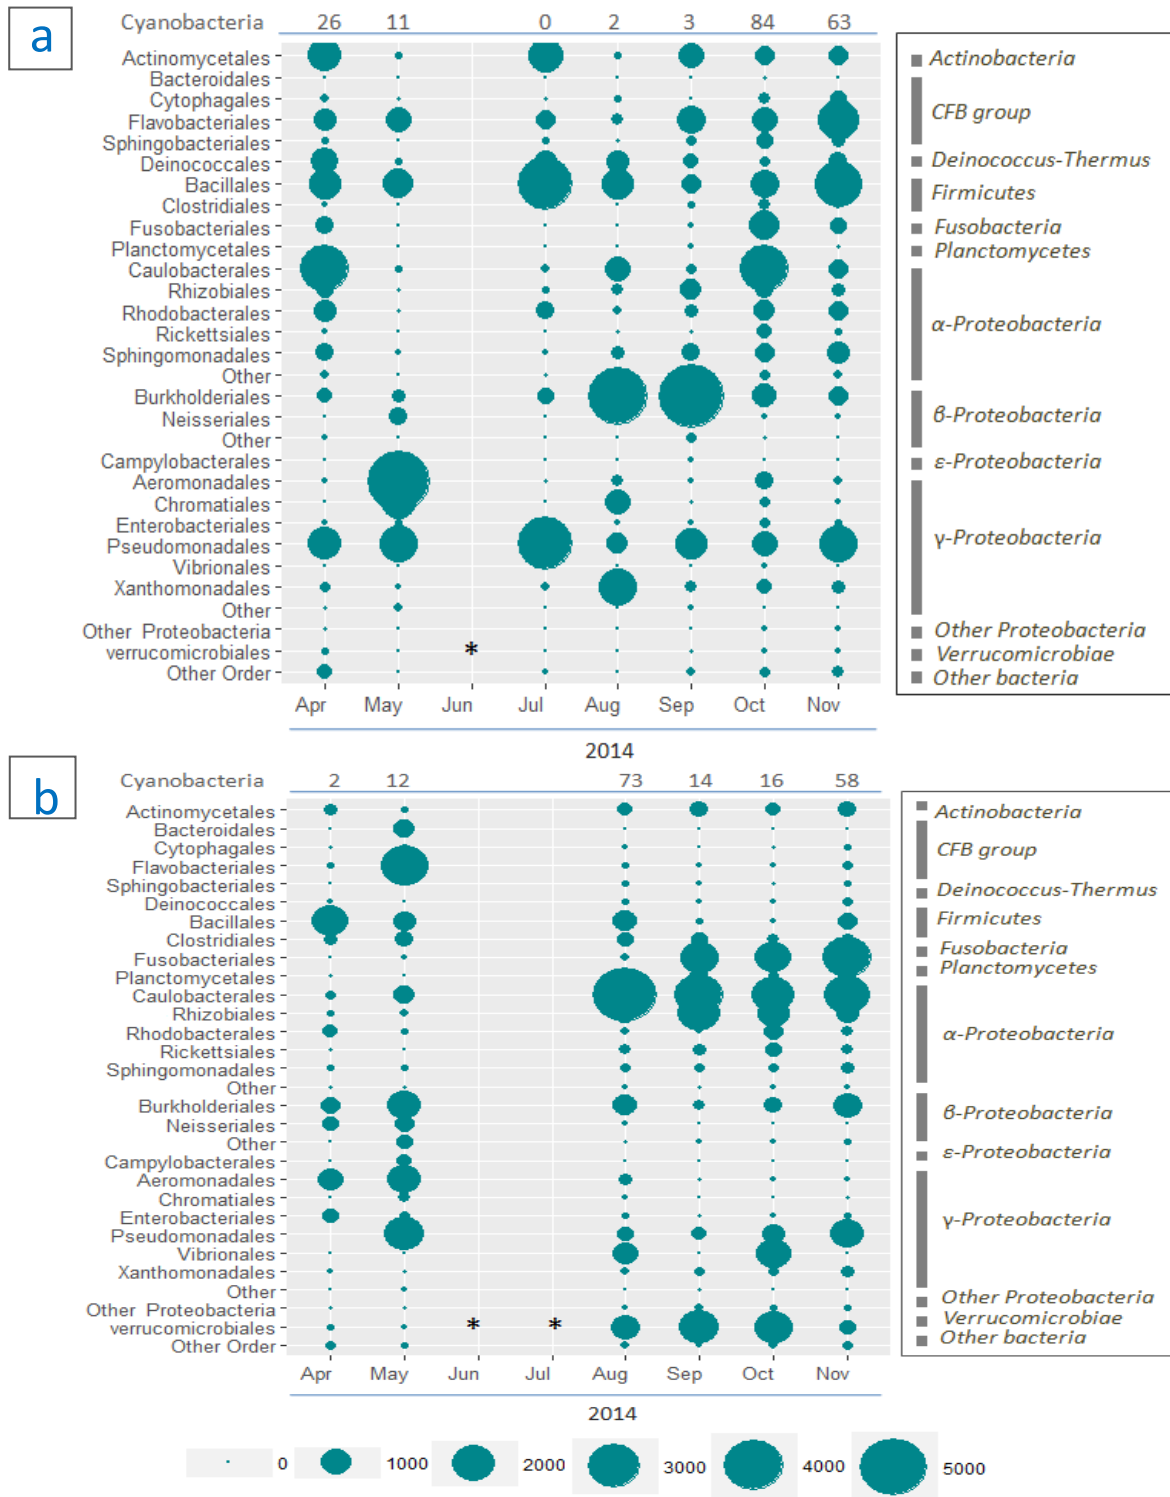 a
Cyanobacteria 26 11 0 2 3 84 63
Actinomycetales
Bacteroidales
Cytophagales
Flavobacteriales
Sphingobacteriales
Deinococcales
Bacillales
Clostridiales
Fusobacteriales
Planctomycetales
Caulobacterales
Rhizobiales
Rhodobacterales
Rickettsiales
Sphingomonadales
Other
Burkholderiales
Neisseriales
Other
Campylobacterales
Aeromonadales
Chromatiales
Enterobacteriales
Pseudomonadales
Vibrionales
Xanthomonadales
Other
Other Proteobacteria
verrucomicrobiales *
Other Order
Apr May Jun Jul Aug Sep Oct Nov
2014
Actinobacteria
CFB group
Deinococcus-Thermus
Firmicutes
Fusobacteria
Planctomycetes
α-Proteobacteria
β-Proteobacteria
ε-Proteobacteria
γ-Proteobacteria
Other Proteobacteria
Verrucomicrobiae
Other bacteria
b
Cyanobacteria 2 12 73 14 16 58
Actinomycetales
Bacteroidales
Cytophagales
Flavobacteriales
Sphingobacteriales
Deinococcales
Bacillales
Clostridiales
Fusobacteriales
Planctomycetales
Caulobacterales
Rhizobiales
Rhodobacterales
Rickettsiales
Sphingomonadales
Other
Burkholderiales
Neisseriales
Other
Campylobacterales
Aeromonadales
Chromatiales
Enterobacteriales
Pseudomonadales
Vibrionales
Xanthomonadales
Other
Other Proteobacteria
verrucomicrobiales * *
Other Order
Apr May Jun Jul Aug Sep Oct Nov
2014
Actinobacteria
CFB group
Deinococcus-Thermus
Firmicutes
Fusobacteria
Planctomycetes
α-Proteobacteria
β-Proteobacteria
ε-Proteobacteria
γ-Proteobacteria
Other Proteobacteria
Verrucomicrobiae
Other bacteria
0 1000 2000 3000 4000 5000